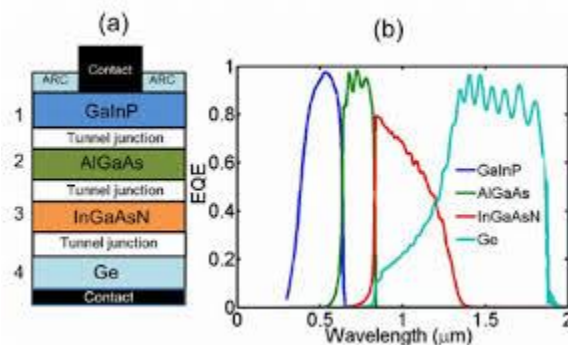 (a)
ARC Contact ARC
1 GaInP
Tunnel junction
2 AlGaAs
Tunnel junction
3 InGaAsN
Tunnel junction
4 Ge
Contact
(b)
EQE
1
0.8
0.6
0.4
0.2
0
GaInP
AlGaAs
InGaAsN
Ge
0 0.5 1 1.5 2
Wavelength (μm)